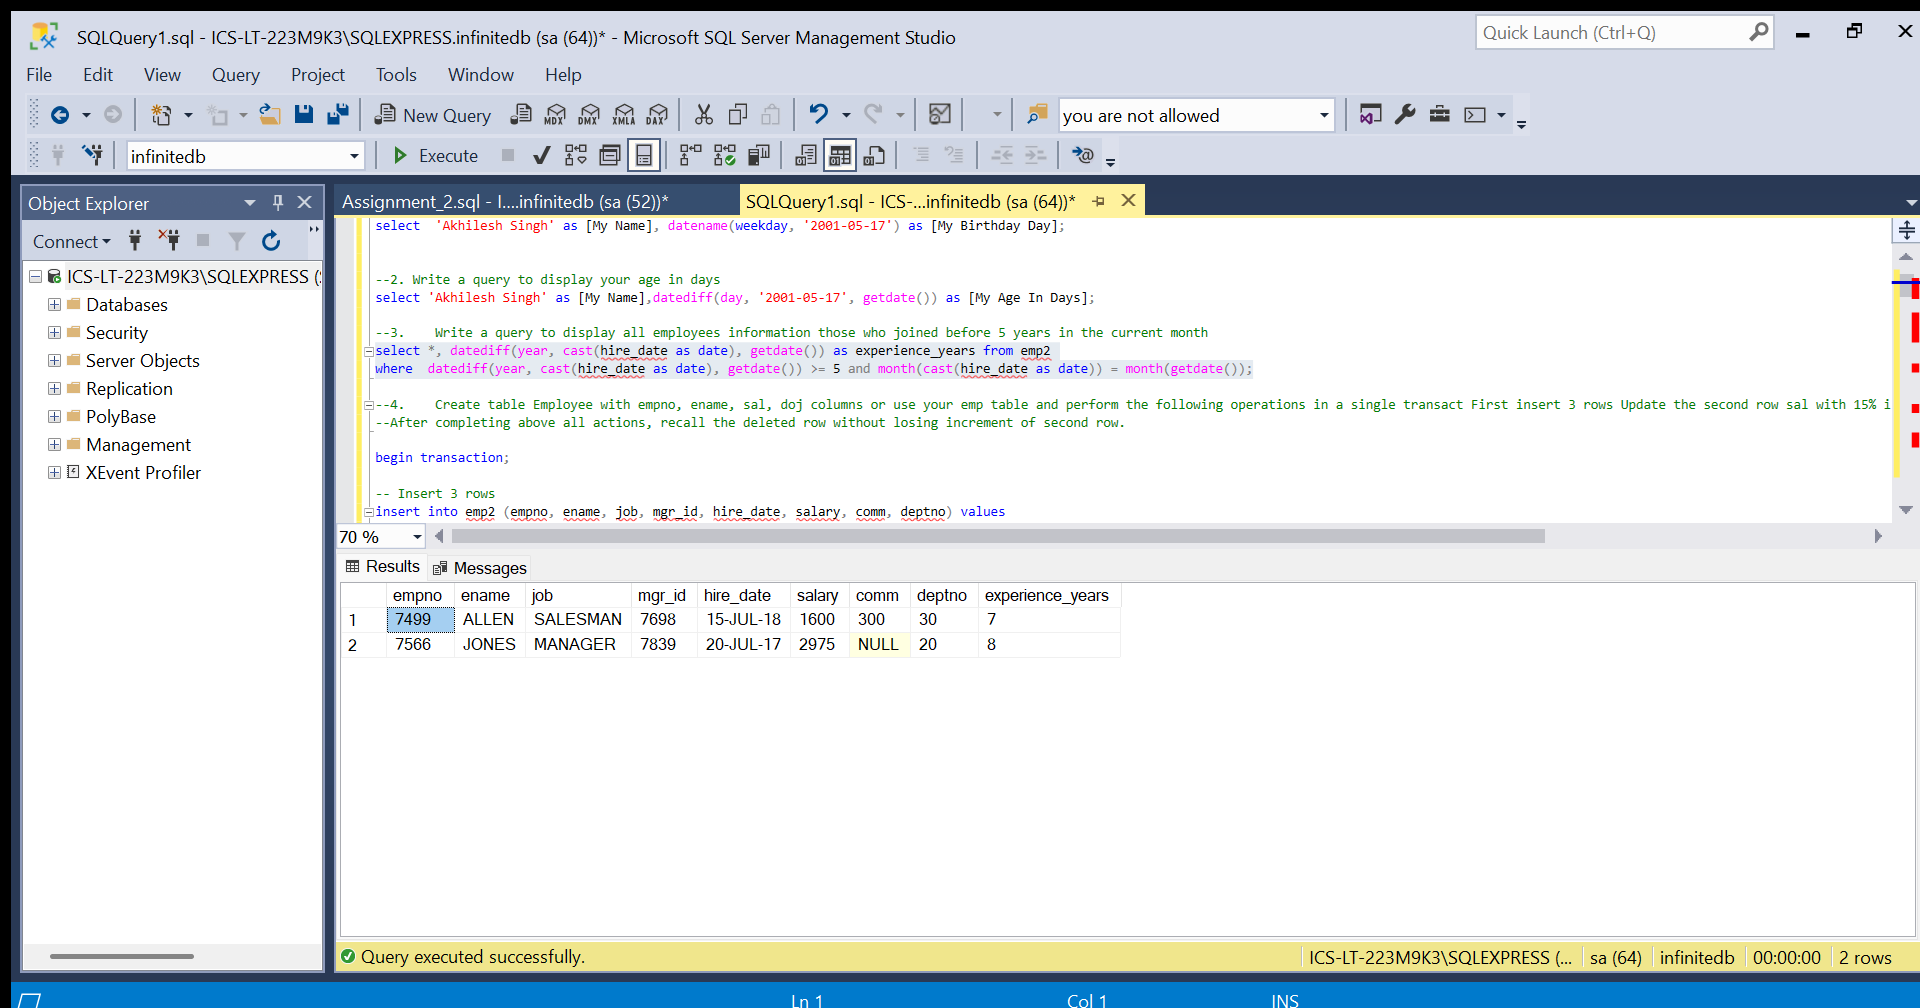 SQLQuery1.sql - ICS-LT-223M9K3\SQLEXPRESS.infinitedb (sa (64))* - Microsoft SQL Server Management Studio
Quick Launch (Ctrl+Q)
File Edit View Query Project Tools Window Help
New Query MDX DMX XMLA DAX you are not allowed
infinitedb Execute
Object Explorer
Assignment_2.sql - I....infinitedb (sa (52))* SQLQuery1.sql - ICS-...infinitedb (sa (64))*
Connect
ICS-LT-223M9K3\SQLEXPRESS (
Databases
Security
Server Objects
Replication
PolyBase
Management
XEvent Profiler
select 'Akhilesh Singh' as [My Name], datename(weekday, '2001-05-17') as [My Birthday Day];
--2. Write a query to display your age in days
select 'Akhilesh Singh' as [My Name],datediff(day, '2001-05-17', getdate()) as [My Age In Days];
--3. Write a query to display all employees information those who joined before 5 years in the current month
select *, datediff(year, cast(hire_date as date), getdate()) as experience_years from emp2
where datediff(year, cast(hire_date as date), getdate()) >= 5 and month(cast(hire_date as date)) = month(getdate());
--4. Create table Employee with empno, ename, sal, doj columns or use your emp table and perform the following operations in a single transact First insert 3 rows Update the second row sal with 15% i
--After completing above all actions, recall the deleted row without losing increment of second row.
begin transaction;
-- Insert 3 rows
insert into emp2 (empno, ename, job, mgr_id, hire_date, salary, comm, deptno) values
70 %
Results Messages
empno ename job mgr_id hire_date salary comm deptno experience_years
1 7499 ALLEN SALESMAN 7698 15-JUL-18 1600 300 30 7
2 7566 JONES MANAGER 7839 20-JUL-17 2975 NULL 20 8
Query executed successfully. ICS-LT-223M9K3\SQLEXPRESS (... sa (64) infinitedb 00:00:00 2 rows
Ln 1 Col 1 INS